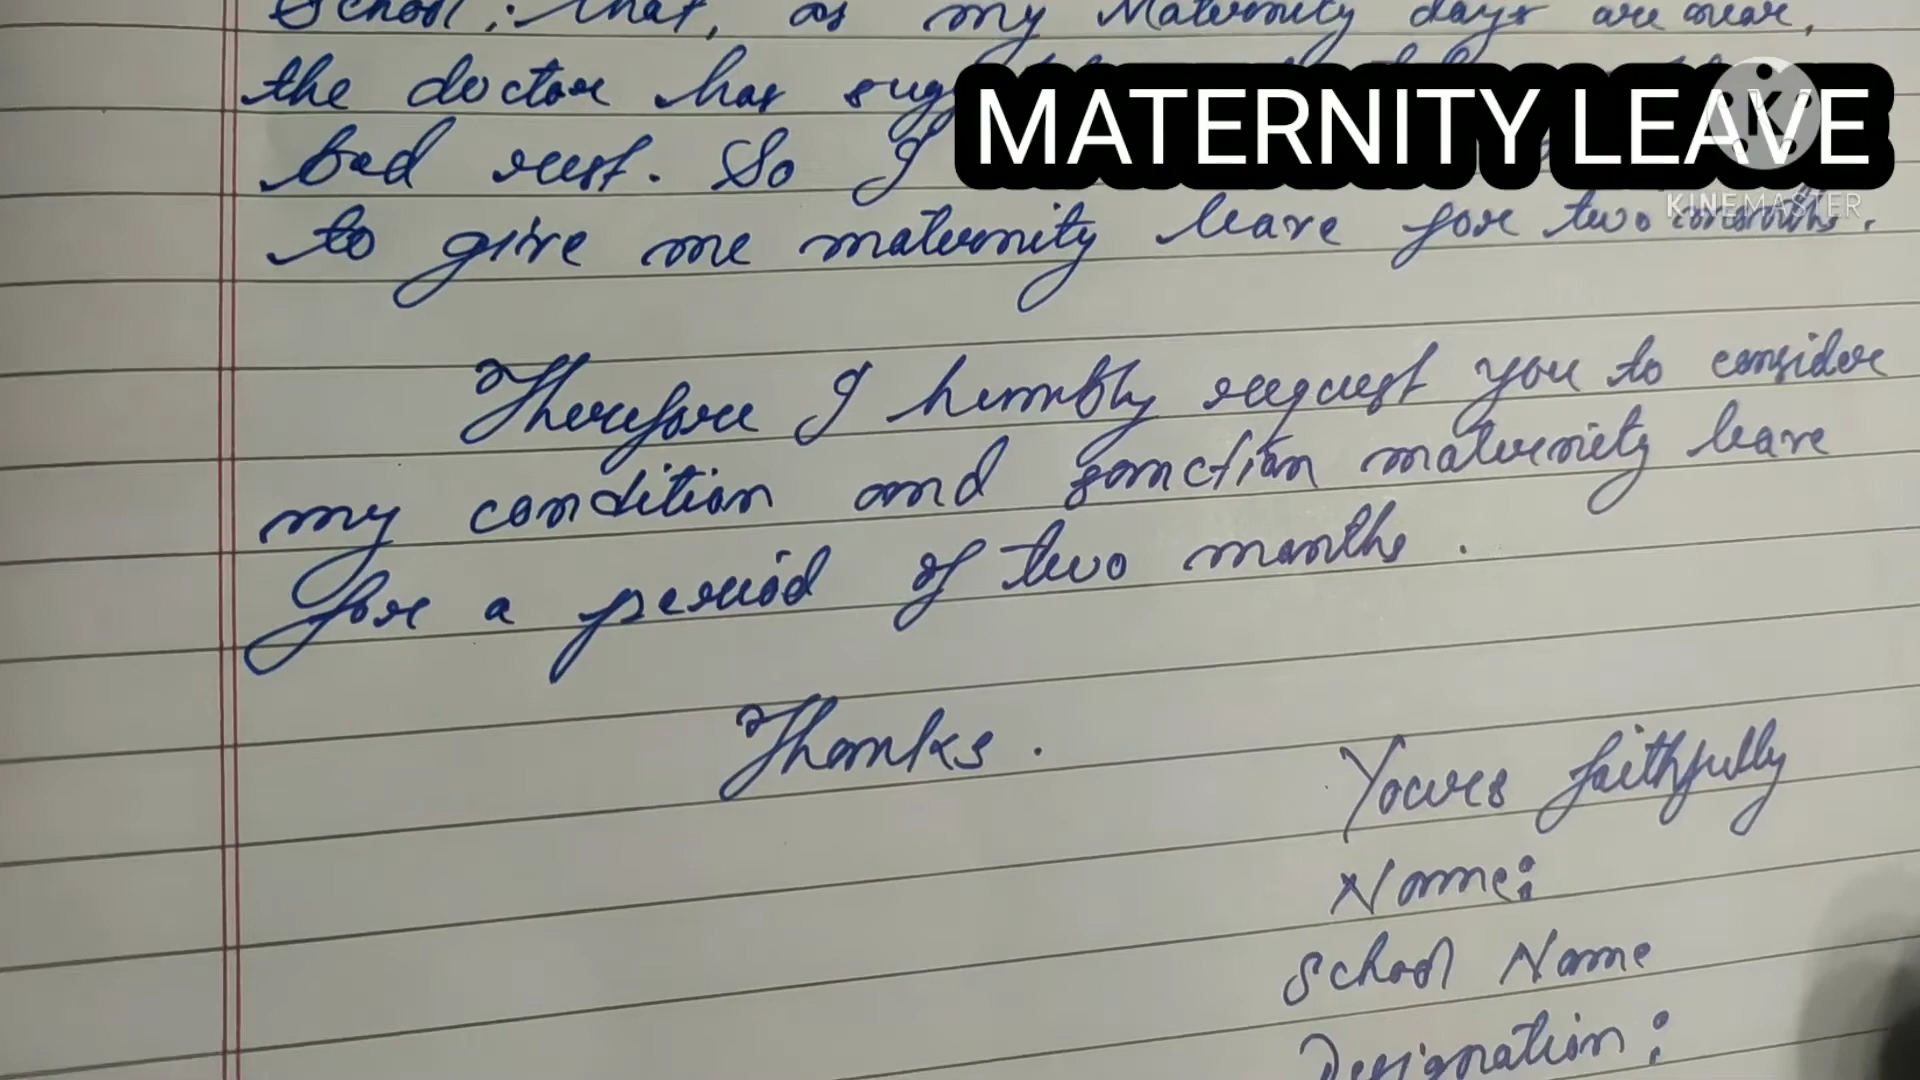 School, that, as my Maternity days are near,
the doctor has
MATERNITY LEAVE
bad rest. So I
KINEMASTER
to give me maternity leave for two months.
Therefore I humbly request you to consider
my condition and sanction maternity leave
for a period of two months.
Thanks.
Yours faithfully
Name:
School Name
Designation: